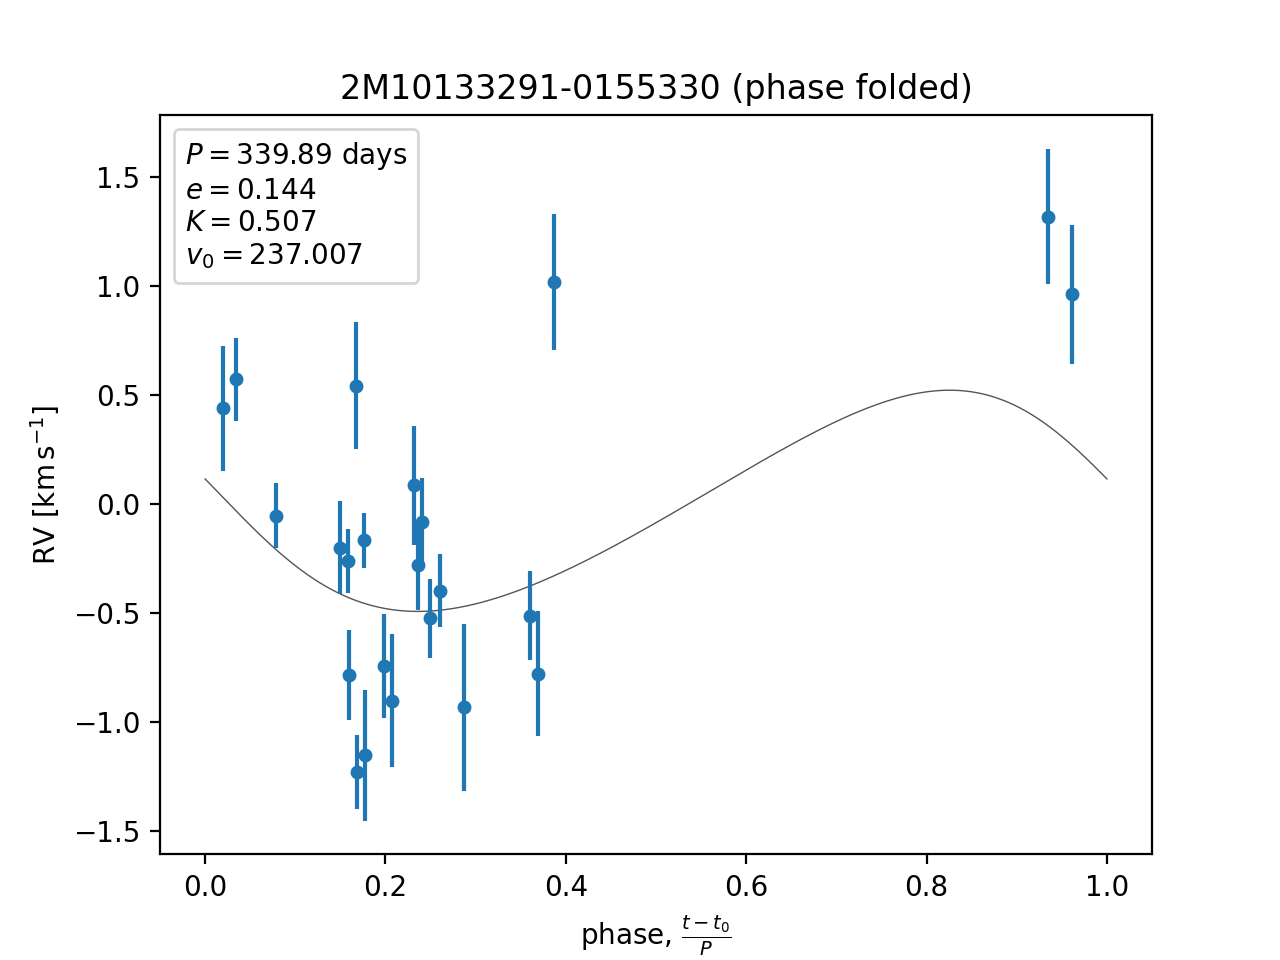 2M10133291-0155330 (phase folded)
P = 339.89 days
e = 0.144
K = 0.507
v₀ = 237.007
1.5
1.0
0.5
0.0
−0.5
−1.0
−1.5
RV [km s⁻¹]
0.0 0.2 0.4 0.6 0.8 1.0
phase, (t − t₀)/P